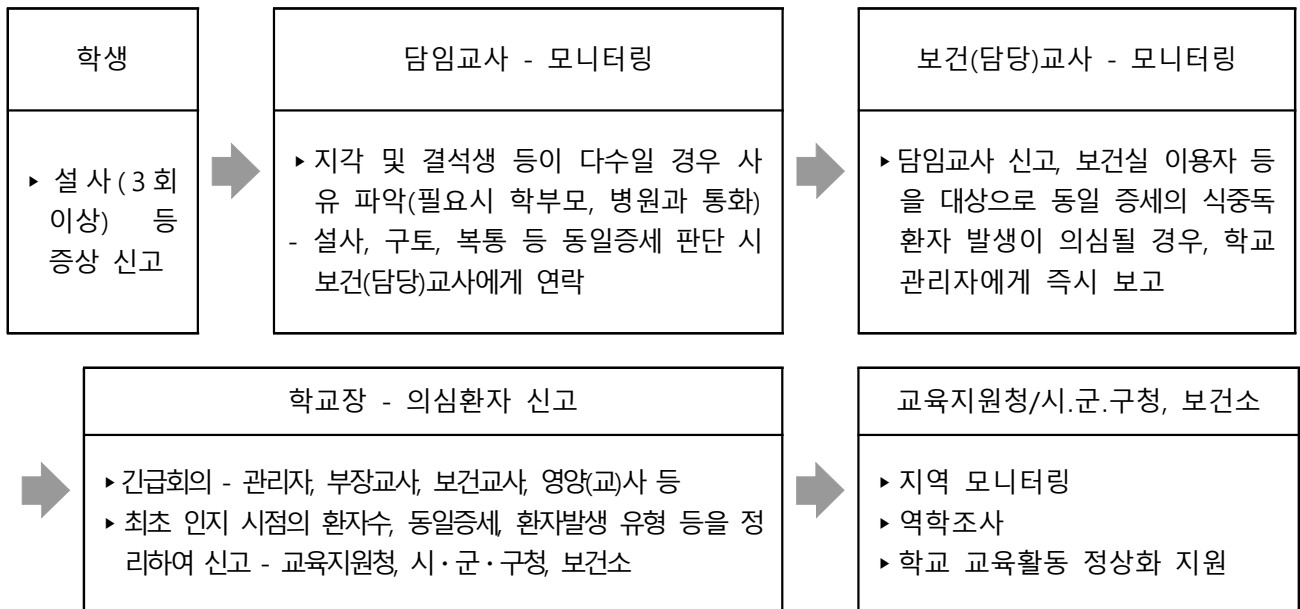 학생
▸ 설사(3회
이상) 등
증상 신고
담임교사 - 모니터링
▸지각 및 결석생 등이 다수일 경우 사
유 파악(필요시 학부모, 병원과 통화)
- 설사, 구토, 복통 등 동일증세 판단 시
보건(담당)교사에게 연락
보건(담당)교사 - 모니터링
▸담임교사 신고, 보건실 이용자 등
을 대상으로 동일 증세의 식중독
환자 발생이 의심될 경우, 학교
관리자에게 즉시 보고
학교장 - 의심환자 신고
▸긴급회의 - 관리자, 부장교사, 보건교사, 영양(교)사 등
▸최초 인지 시점의 환자수, 동일증세, 환자발생 유형 등을 정
리하여 신고 - 교육지원청, 시·군·구청, 보건소
교육지원청/시.군.구청, 보건소
▸지역 모니터링
▸역학조사
▸학교 교육활동 정상화 지원